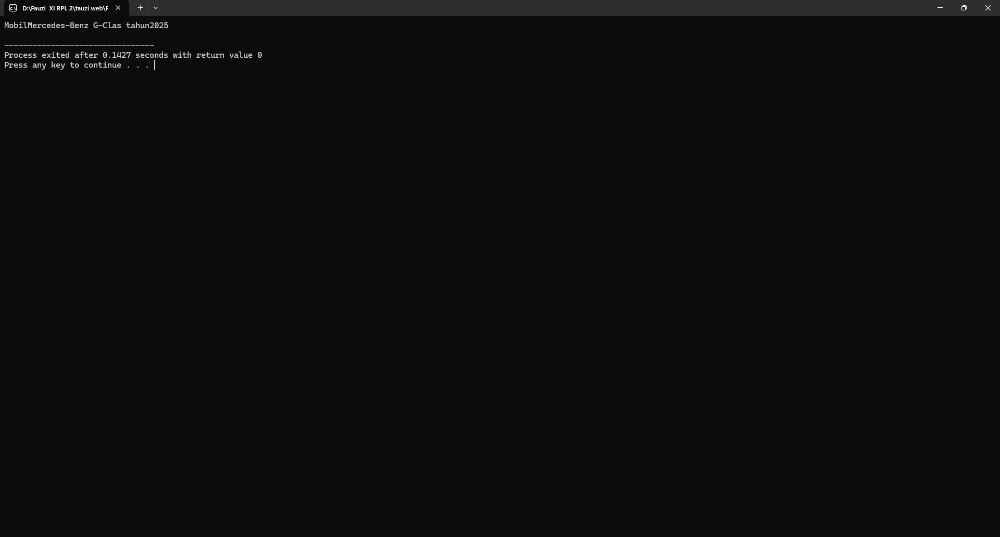 D:\Fauzi  XI RPL 2\fauzi web\F
MobilMercedes-Benz G-Clas tahun2025
--------------------------------
Process exited after 0.1427 seconds with return value 0
Press any key to continue . . .